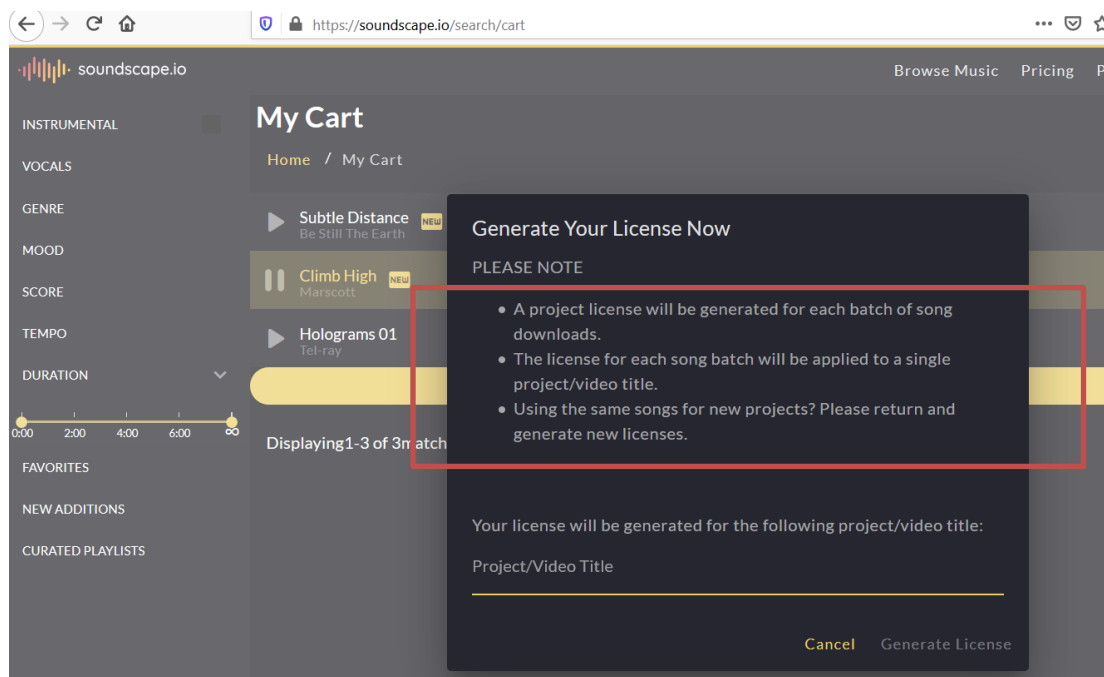 https://soundscape.io/search/cart
soundscape.io
Browse Music Pricing P
INSTRUMENTAL
VOCALS
GENRE
MOOD
SCORE
TEMPO
DURATION
0:00 2:00 4:00 6:00 ∞
FAVORITES
NEW ADDITIONS
CURATED PLAYLISTS
My Cart
Home / My Cart
Subtle Distance NEW
Be Still The Earth
Climb High NEW
Marscott
Holograms 01
Tel-ray
Displaying1-3 of 3match
Generate Your License Now
PLEASE NOTE
• A project license will be generated for each batch of song
downloads.
• The license for each song batch will be applied to a single
project/video title.
• Using the same songs for new projects? Please return and
generate new licenses.
Your license will be generated for the following project/video title:
Project/Video Title
Cancel Generate License